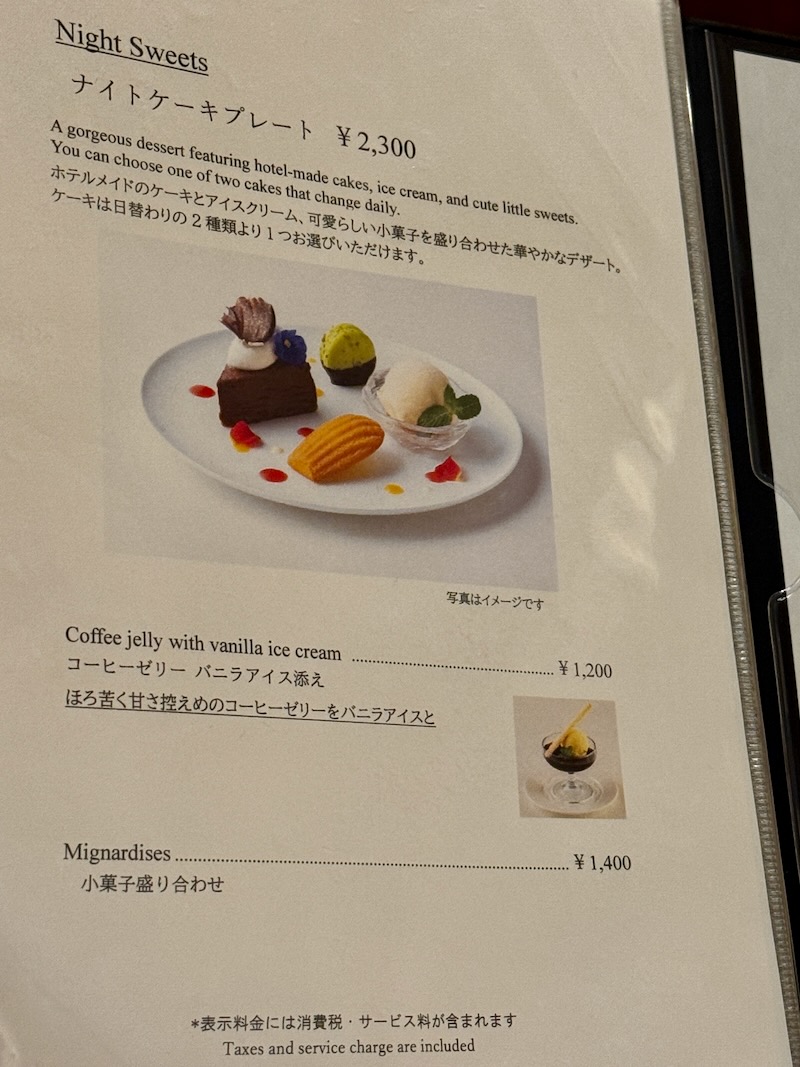 Night Sweets
ナイトケーキプレート ¥2,300
A gorgeous dessert featuring hotel-made cakes, ice cream, and cute little sweets.
You can choose one of two cakes that change daily.
ホテルメイドのケーキとアイスクリーム、可愛らしい小菓子を盛り合わせた華やかなデザート。
ケーキは日替わりの2種類より1つお選びいただけます。
写真はイメージです
Coffee jelly with vanilla ice cream ........................................ ¥1,200
コーヒーゼリー バニラアイス添え
ほろ苦く甘さ控えめのコーヒーゼリーをバニラアイスと
Mignardises ........................................ ¥1,400
小菓子盛り合わせ
*表示料金には消費税・サービス料が含まれます
Taxes and service charge are included